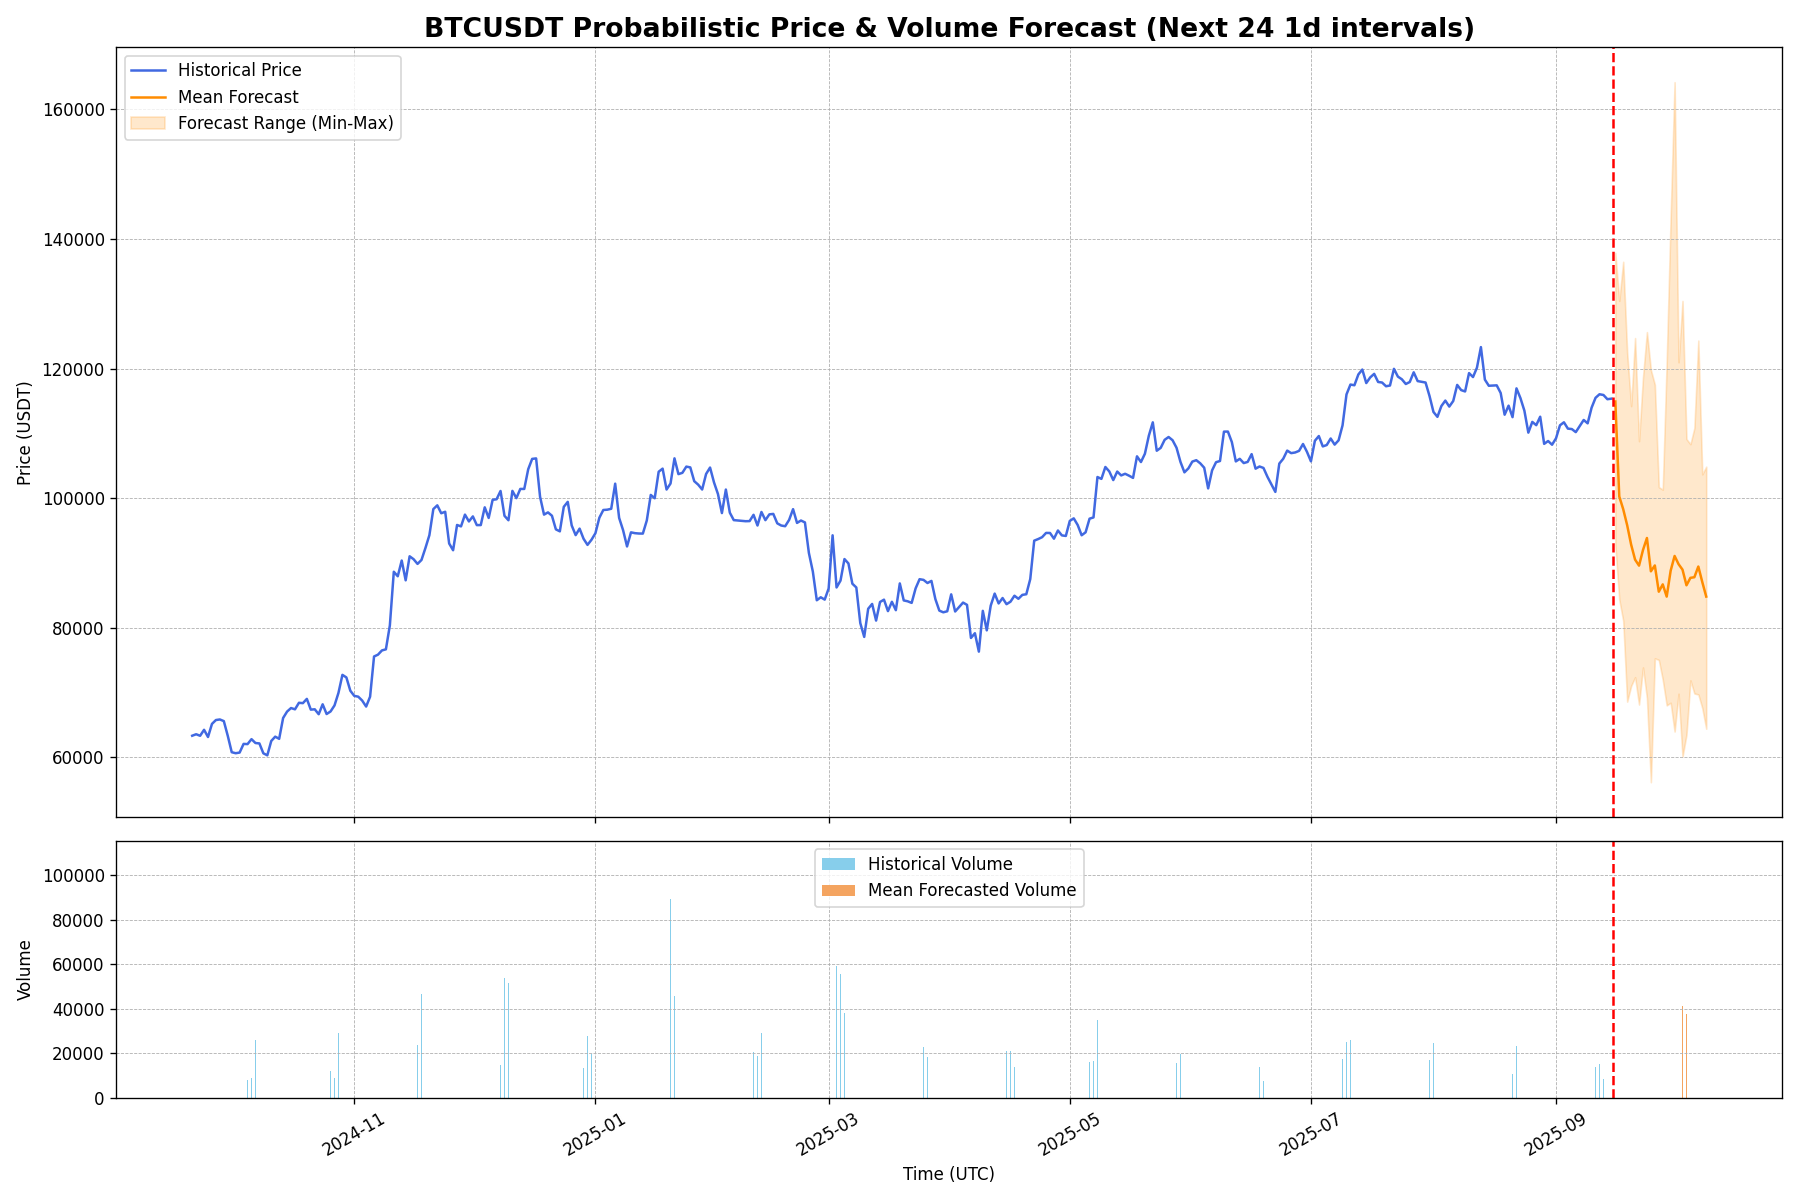 BTCUSDT Probabilistic Price & Volume Forecast (Next 24 1d intervals)
Historical Price
Mean Forecast
Forecast Range (Min-Max)
Price (USDT)
160000
140000
120000
100000
80000
60000
Historical Volume
Mean Forecasted Volume
Volume
100000
80000
60000
40000
20000
0
2024-11
2025-01
2025-03
2025-05
2025-07
2025-09
Time (UTC)